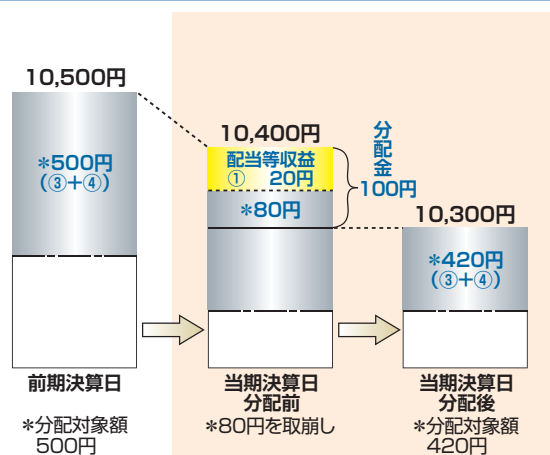 10,500円
*500円
(③+④)
前期決算日
*分配対象額
500円
10,400円
配当等収益
① 20円
*80円
分配金
100円
当期決算日
分配前
*80円を取崩し
10,300円
*420円
(③+④)
当期決算日
分配後
*分配対象額
420円